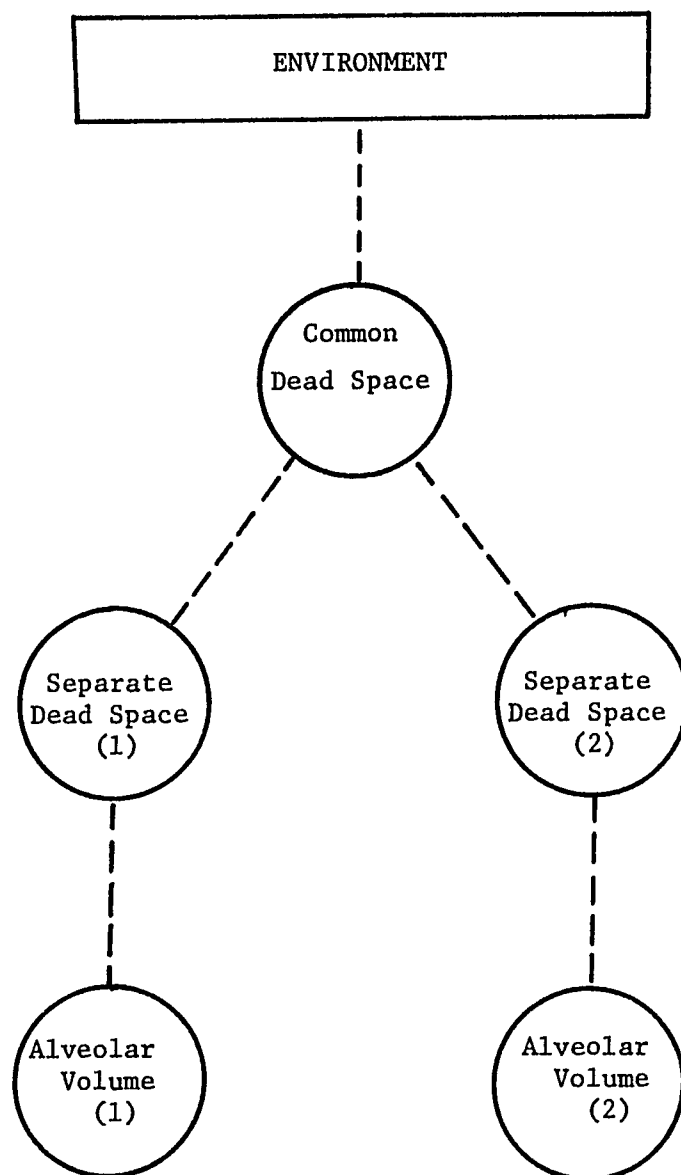 ENVIRONMENT
Common
Dead Space
Separate
Dead Space
(1)
Separate
Dead Space
(2)
Alveolar
Volume
(1)
Alveolar
Volume
(2)